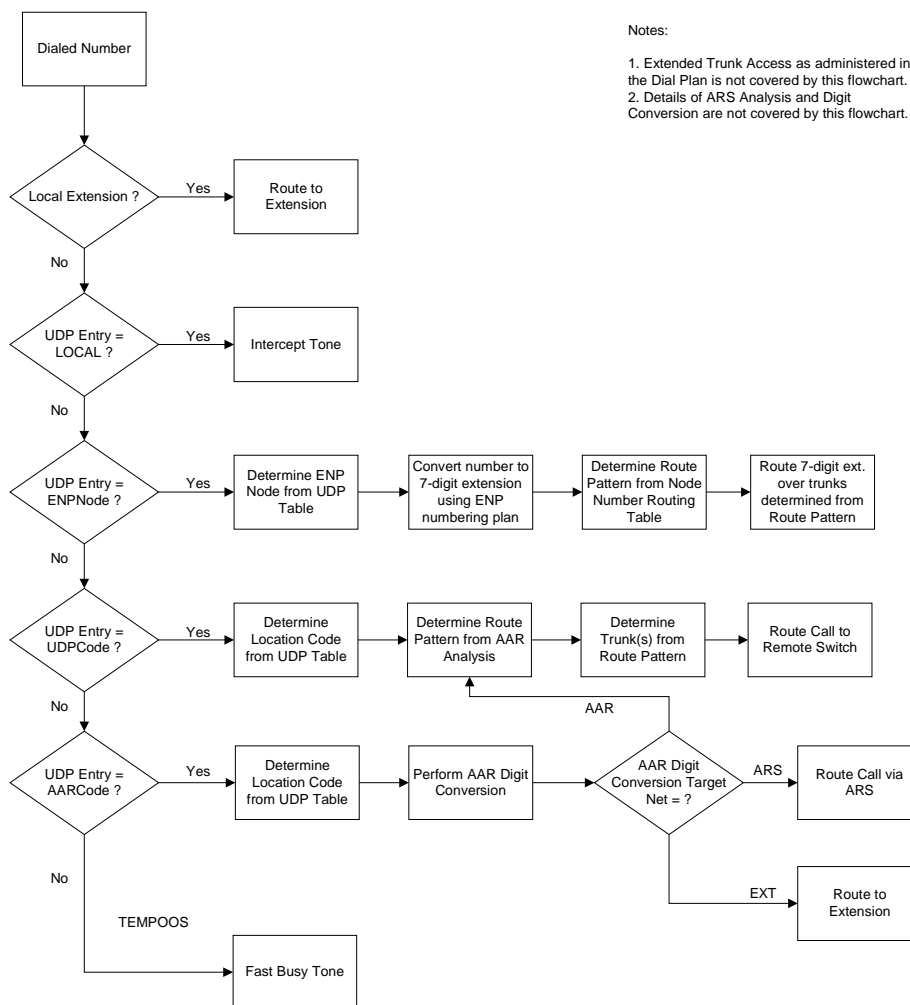 Dialed Number
Notes:
1. Extended Trunk Access as administered in
the Dial Plan is not covered by this flowchart.
2. Details of ARS Analysis and Digit
Conversion are not covered by this flowchart.
Local Extension ?
Yes
Route to
Extension
No
UDP Entry =
LOCAL ?
Yes
Intercept Tone
No
UDP Entry =
ENPNode ?
Yes
Determine ENP
Node from UDP
Table
Convert number to
7-digit extension
using ENP
numbering plan
Determine Route
Pattern from Node
Number Routing
Table
Route 7-digit ext.
over trunks
determined from
Route Pattern
No
UDP Entry =
UDPCode ?
Yes
Determine
Location Code
from UDP Table
Determine Route
Pattern from AAR
Analysis
Determine
Trunk(s) from
Route Pattern
Route Call to
Remote Switch
No
AAR
UDP Entry =
AARCode ?
Yes
Determine
Location Code
from UDP Table
Perform AAR Digit
Conversion
AAR Digit
Conversion Target
Net = ?
ARS
Route Call via
ARS
No
EXT
Route to
Extension
TEMPOOS
Fast Busy Tone